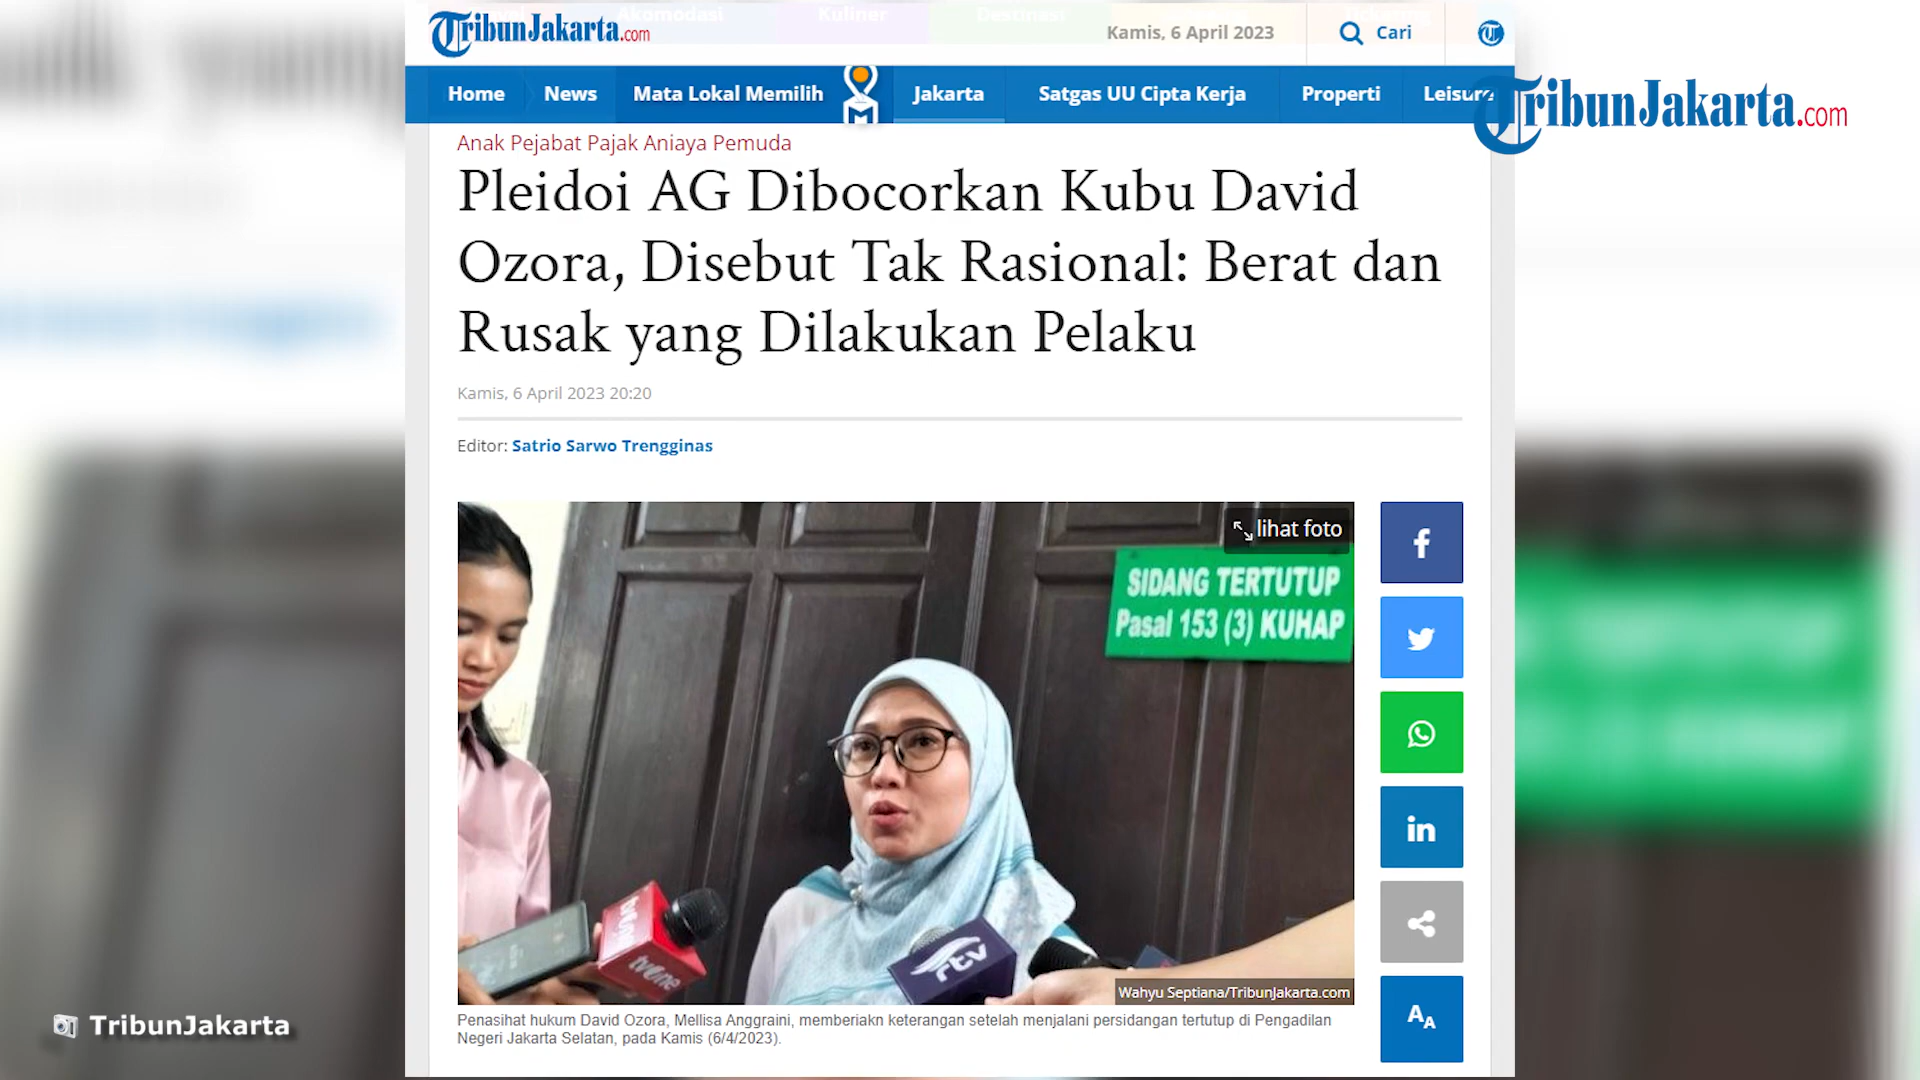 TribunJakarta.com
Kamis, 6 April 2023
Cari
Home
News
Mata Lokal Memilih
Jakarta
Satgas UU Cipta Kerja
Properti
Leisure
TribunJakarta.com
Anak Pejabat Pajak Aniaya Pemuda
Pleidoi AG Dibocorkan Kubu David
Ozora, Disebut Tak Rasional: Berat dan
Rusak yang Dilakukan Pelaku
Kamis, 6 April 2023 20:20
Editor: Satrio Sarwo Trengginas
lihat foto
SIDANG TERTUTUP
Pasal 153 (3) KUHAP
tvOne
tvOne
rtv
Wahyu Septiana/TribunJakarta.com
Penasihat hukum David Ozora, Mellisa Anggraini, memberiakn keterangan setelah menjalani persidangan tertutup di Pengadilan
Negeri Jakarta Selatan, pada Kamis (6/4/2023).
AA
TribunJakarta